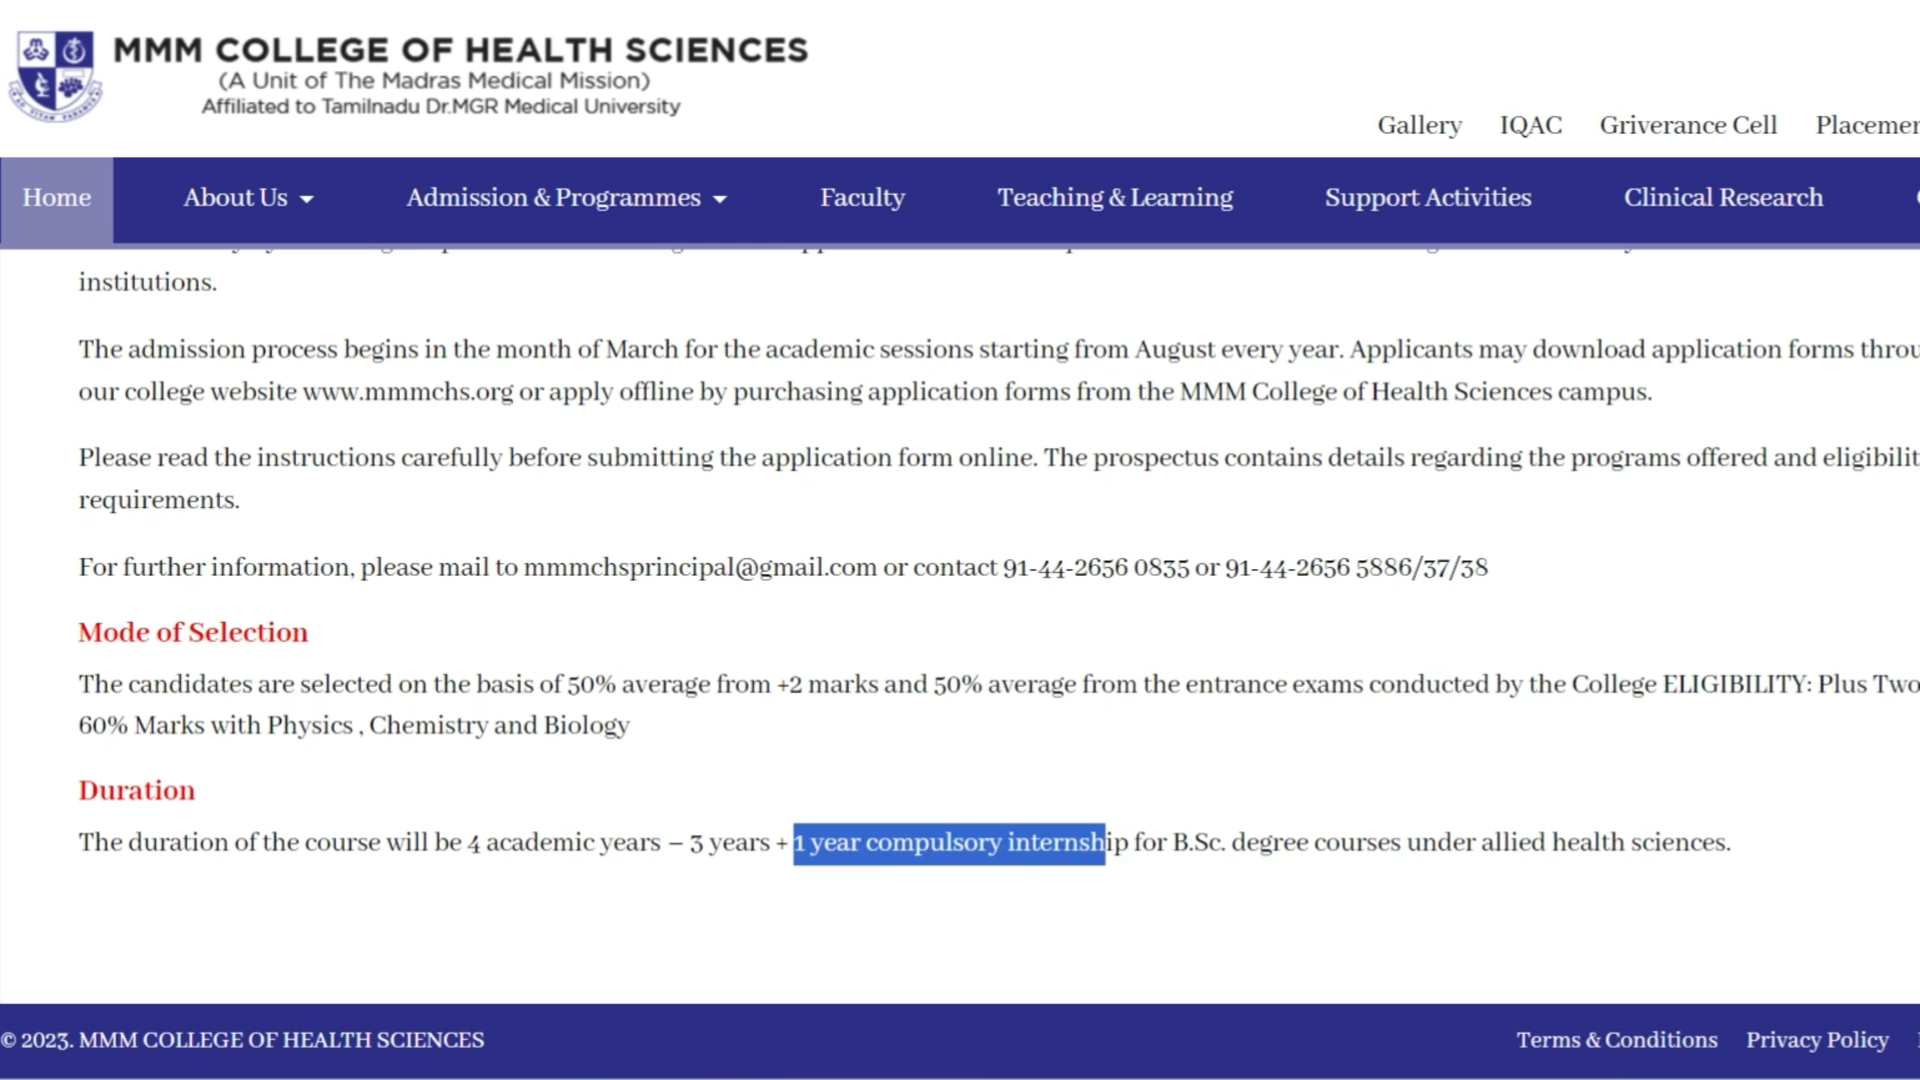 MMM COLLEGE OF HEALTH SCIENCES
(A Unit of The Madras Medical Mission)
Affiliated to Tamilnadu Dr.MGR Medical University
Gallery IQAC Griverance Cell
Home About Us Admission & Programmes Faculty Teaching & Learning Support Activities Clinical Research
institutions.
The admission process begins in the month of March for the academic sessions starting from August every year. Applicants may download application forms
our college website www.mmmchs.org or apply offline by purchasing application forms from the MMM College of Health Sciences campus.
Please read the instructions carefully before submitting the application form online. The prospectus contains details regarding the programs offered and
requirements.
For further information, please mail to mmmchsprincipal@gmail.com or contact 91-44-2656 0835 or 91-44-2656 5886/37/38
Mode of Selection
The candidates are selected on the basis of 50% average from +2 marks and 50% average from the entrance exams conducted by the College ELIGIBILITY: Plus Two
60% Marks with Physics , Chemistry and Biology
Duration
The duration of the course will be 4 academic years – 3 years + 1 year compulsory internship for B.Sc. degree courses under allied health sciences.
© 2023. MMM COLLEGE OF HEALTH SCIENCES
Terms & Conditions Privacy Policy